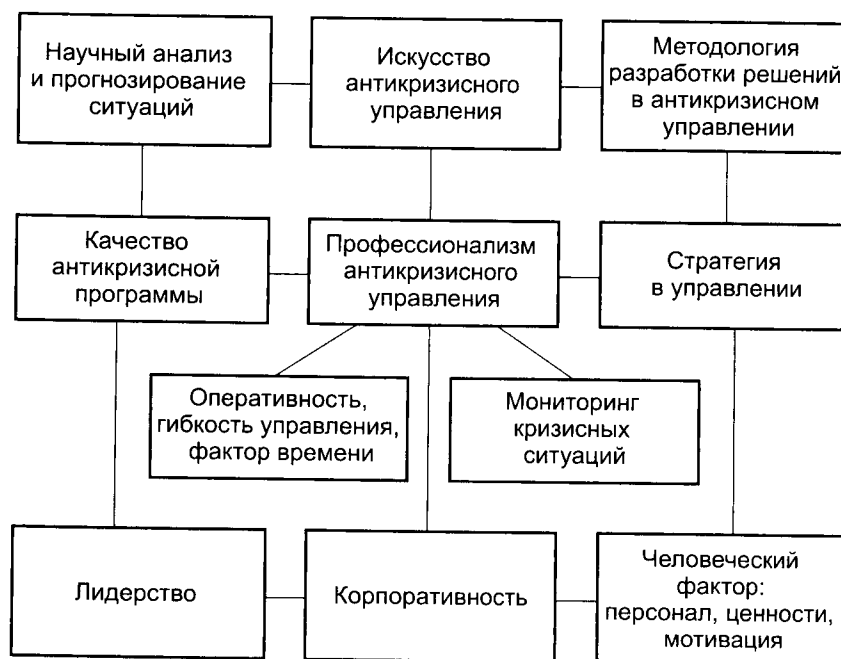 Научный анализ
и прогнозирование
ситуаций
Искусство
антикризисного
управления
Методология
разработки решений
в антикризисном
управлении
Качество
антикризисной
программы
Профессионализм
антикризисного
управления
Стратегия
в управлении
Оперативность,
гибкость управления,
фактор времени
Мониторинг
кризисных
ситуаций
Лидерство
Корпоративность
Человеческий
фактор:
персонал, ценности,
мотивация